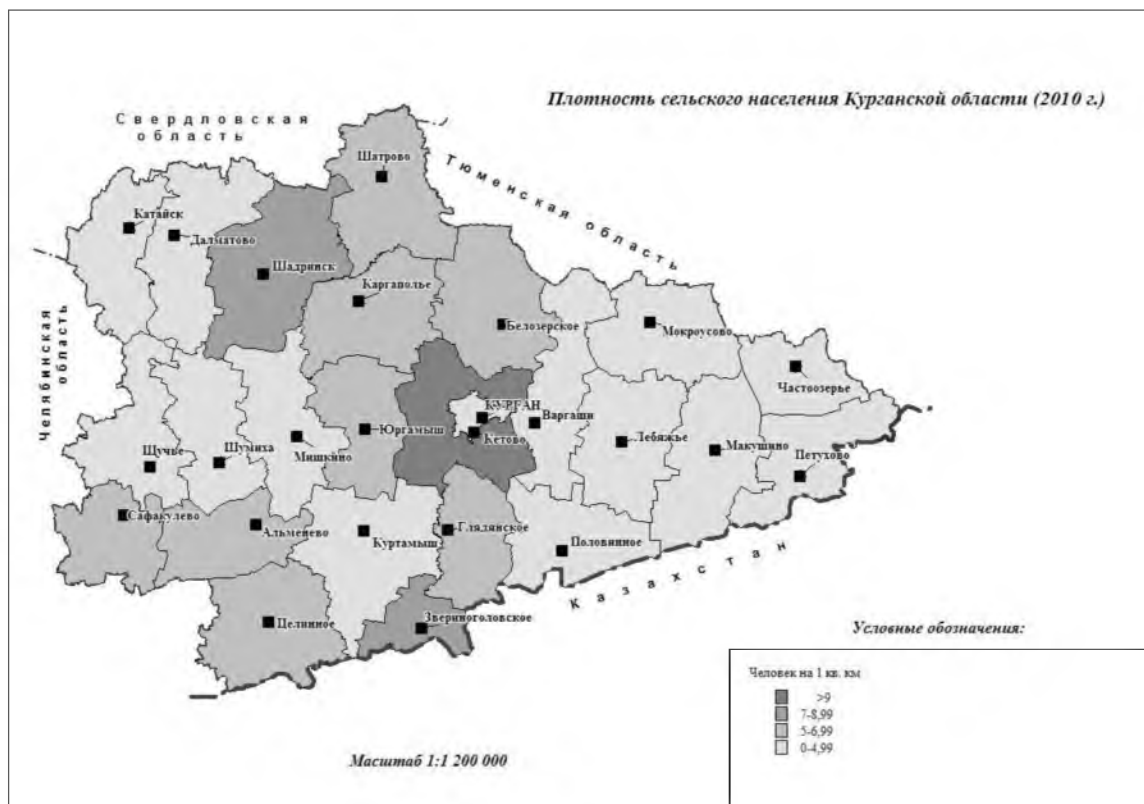 Плотность сельского населения Курганской области (2010 г.)
Свердловская
область
Тюменская область
Шатрово
Катайск
Далматово
Шадринск
Каргаполье
Белозерское
Мокроусово
Челябинская
область
Частоозерье
КУРГАН
Кетово
Варгаши
Юргамыш
Лебяжье
Макушино
Петухово
Щучье
Шумиха
Мишкино
Сафакулево
Альменево
Куртамыш
Глядянское
Половинное
Казахстан
Целинное
Звериноголовское
Условные обозначения:
Человек на 1 кв. км
>9
7-8,99
5-6,99
0-4,99
Масштаб 1:1 200 000